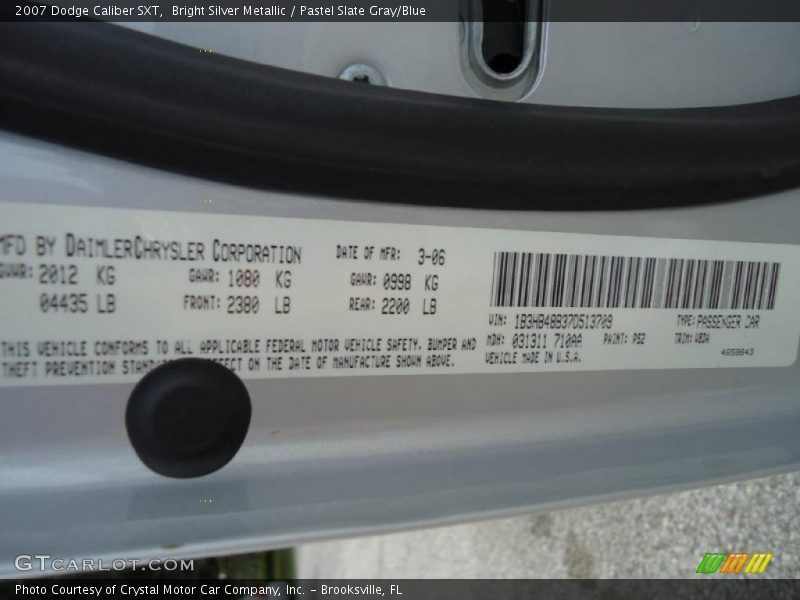 2007 Dodge Caliber SXT,  Bright Silver Metallic / Pastel Slate Gray/Blue
MFD BY DAIMLERCHRYSLER CORPORATION DATE OF MFR: 3-06
GVWR: 2012 KG GAWR: 1080 KG GAWR: 0998 KG
04435 LB FRONT: 2380 LB REAR: 2200 LB
VIN: 1B3HB48B37D513709 TYPE: PASSENGER CAR
MDH: 031311 710AA PAINT: PS2 TRIM:
VEHICLE MADE IN U.S.A. 4658843
THIS VEHICLE CONFORMS TO ALL APPLICABLE FEDERAL MOTOR VEHICLE SAFETY, BUMPER AND
THEFT PREVENTION EFFECT ON THE DATE OF MANUFACTURE SHOWN ABOVE.
GTCARLOT.COM
Photo Courtesy of Crystal Motor Car Company, Inc. – Brooksville, FL